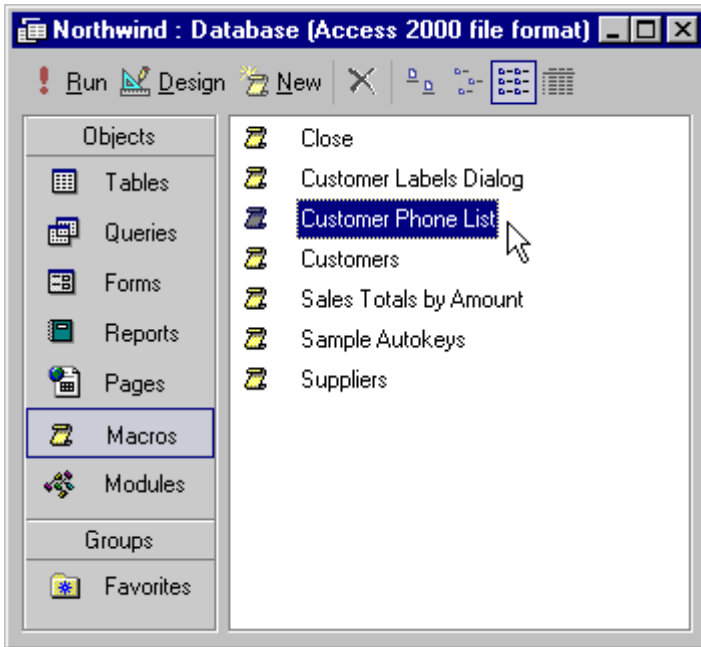 Northwind : Database (Access 2000 file format)
Run Design New
Objects
Tables
Queries
Forms
Reports
Pages
Macros
Modules
Groups
Favorites
Close
Customer Labels Dialog
Customer Phone List
Customers
Sales Totals by Amount
Sample Autokeys
Suppliers